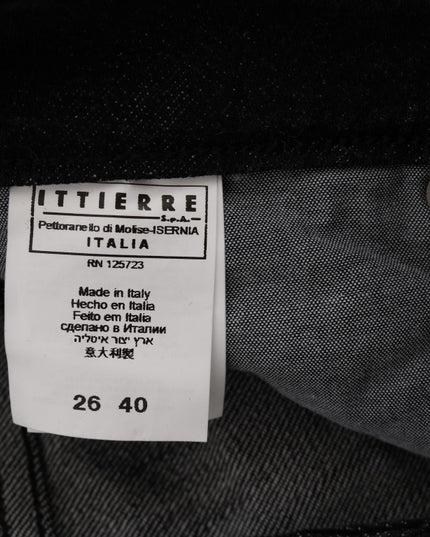 ITTIERRE
S.p.A.
Pettoranello di Molise-ISERNIA
ITALIA
RN 125723
Made in Italy
Hecho en Italia
Feito em Italia
сделано в Италии
ארץ יצור איטליה
意大利製
26 40